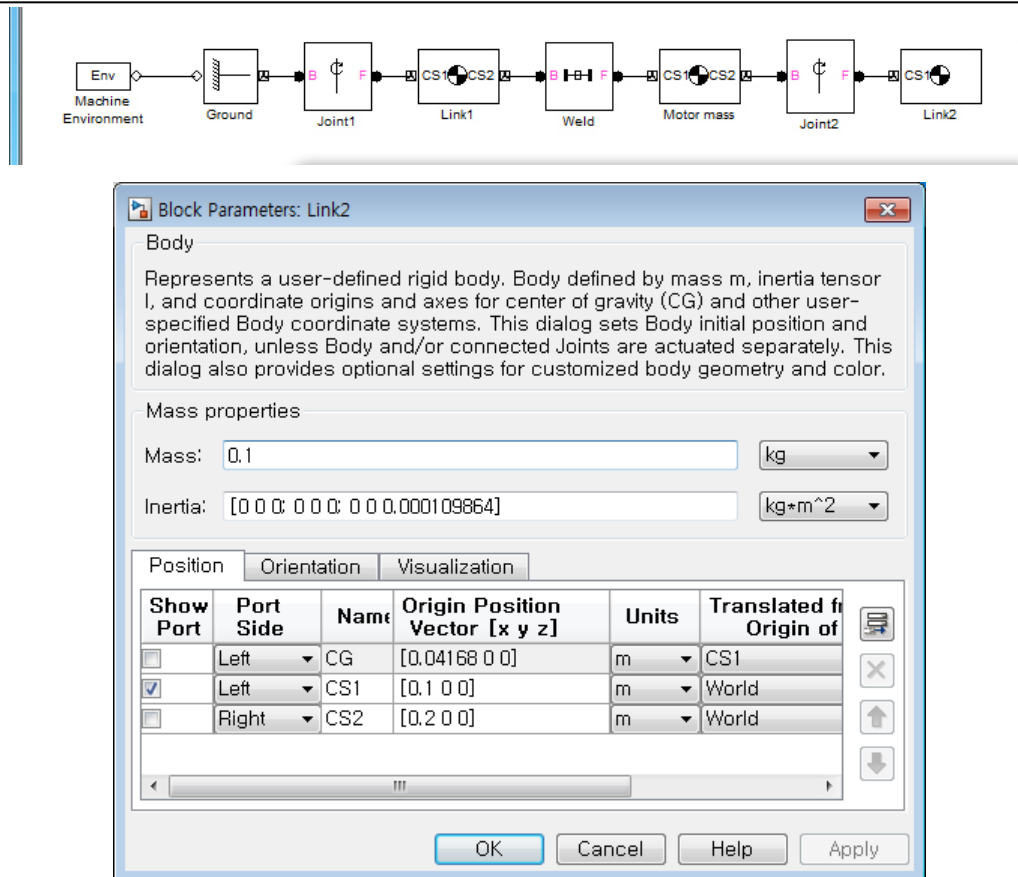 Env
Machine
Environment
Ground
B F
Joint1
CS1 CS2
Link1
B F
Weld
CS1 CS2
Motor mass
B F
Joint2
CS1
Link2
Block Parameters: Link2
Body
Represents a user-defined rigid body. Body defined by mass m, inertia tensor
I, and coordinate origins and axes for center of gravity (CG) and other user-
specified Body coordinate systems. This dialog sets Body initial position and
orientation, unless Body and/or connected Joints are actuated separately. This
dialog also provides optional settings for customized body geometry and color.
Mass properties
Mass: 0.1 kg
Inertia: [0 0 0; 0 0 0; 0 0 0.000109864] kg*m^2
Position Orientation Visualization
Show Port Port Side Name Origin Position Vector [x y z] Units Translated fr Origin of
Left CG [0.04168 0 0] m CS1
Left CS1 [0.1 0 0] m World
Right CS2 [0.2 0 0] m World
OK Cancel Help Apply